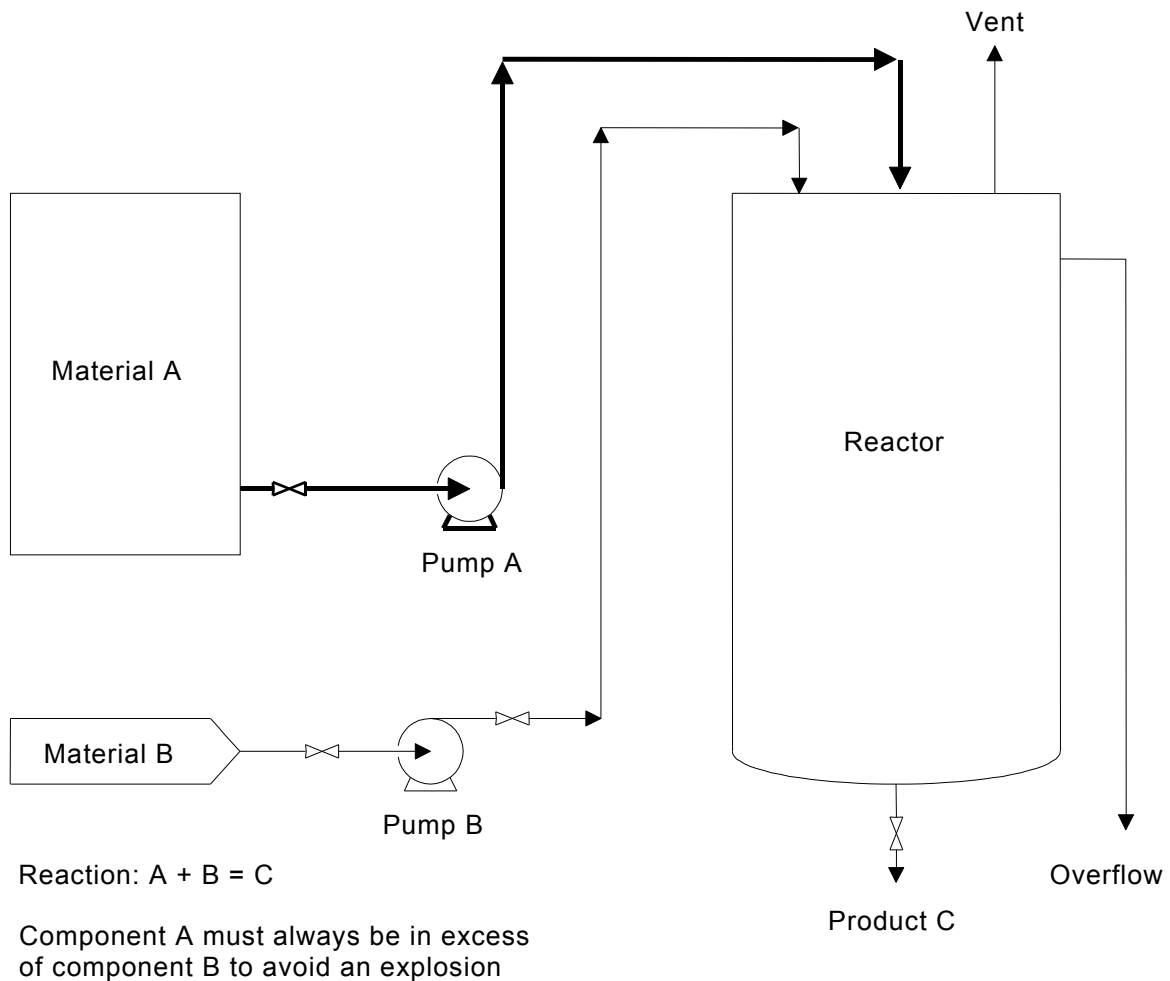 Vent
Material A
Reactor
Pump A
Material B
Pump B
Reaction: A + B = C
Overflow
Product C
Component A must always be in excess
of component B to avoid an explosion